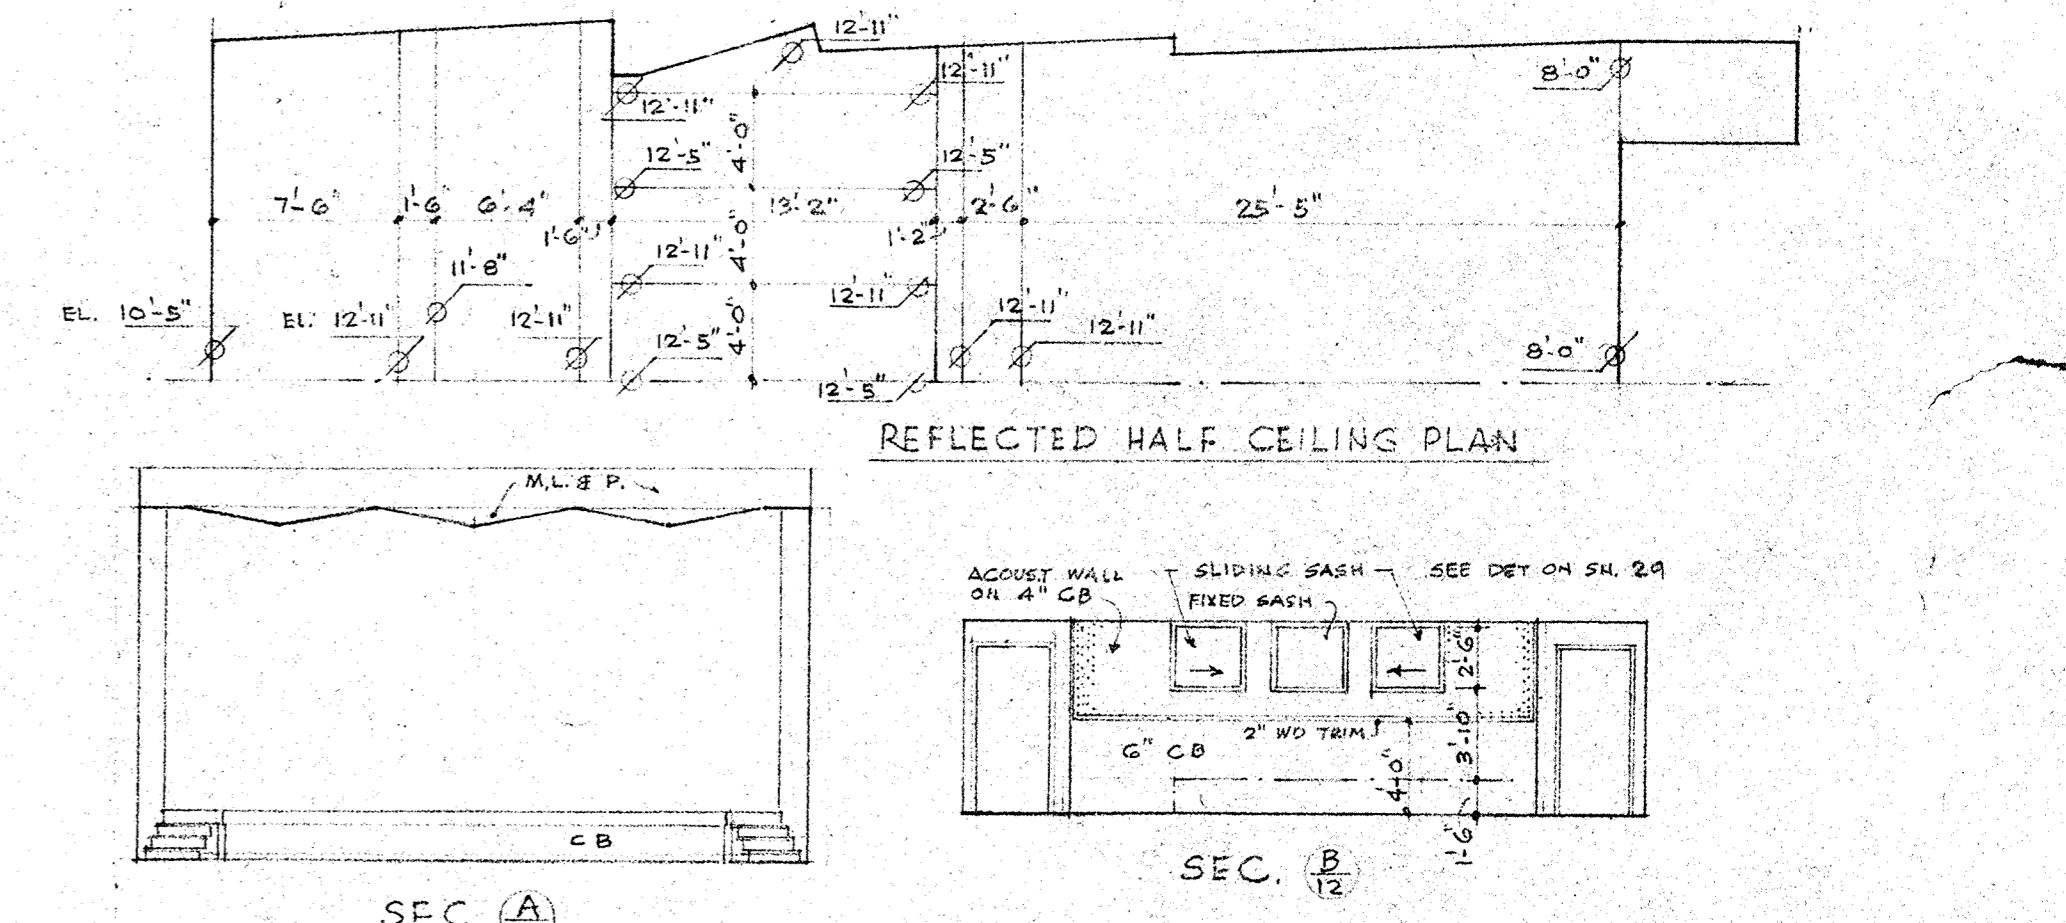 12'-11"
12'-11"
8'-0"
12'-11"
4'-0"
12'-5"
12'-5"
7'-6"
1'-6"
6'-4"
13'-2"
2'-6"
25'-5"
1'-6"
1'-2"
4'-0"
12'-11"
11'-8"
12'-11"
EL. 10'-5"
EL. 12'-11"
12'-11"
12'-11"
12'-11"
12'-5"
4'-0"
8'-0"
12'-5"
REFLECTED HALF CEILING PLAN
M.L. & P.
CB
SEC. A
ACOUST WALL
ON 4" CB
SLIDING SASH
SEE DET ON SH. 29
FIXED SASH
2'-6"
2" WD TRIM
3'-10"
6" CB
4'-0"
1'-6"
SEC. B
12